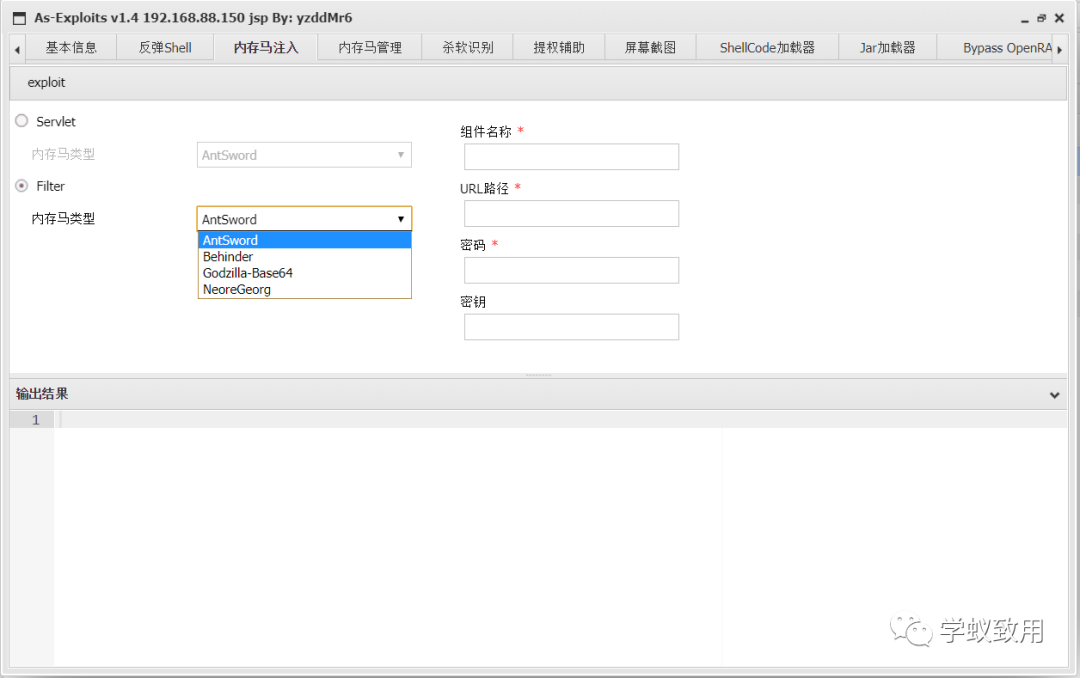 As-Exploits v1.4 192.168.88.150 jsp By: yzddMr6
基本信息 反弹Shell 内存马注入 内存马管理 杀软识别 提权辅助 屏幕截图 ShellCode加载器 Jar加载器 Bypass OpenRA
exploit
Servlet
内存马类型 AntSword
Filter
内存马类型 AntSword
AntSword
Behinder
Godzilla-Base64
NeoreGeorg
组件名称 *
URL路径 *
密码 *
密钥
输出结果
1
学蚁致用